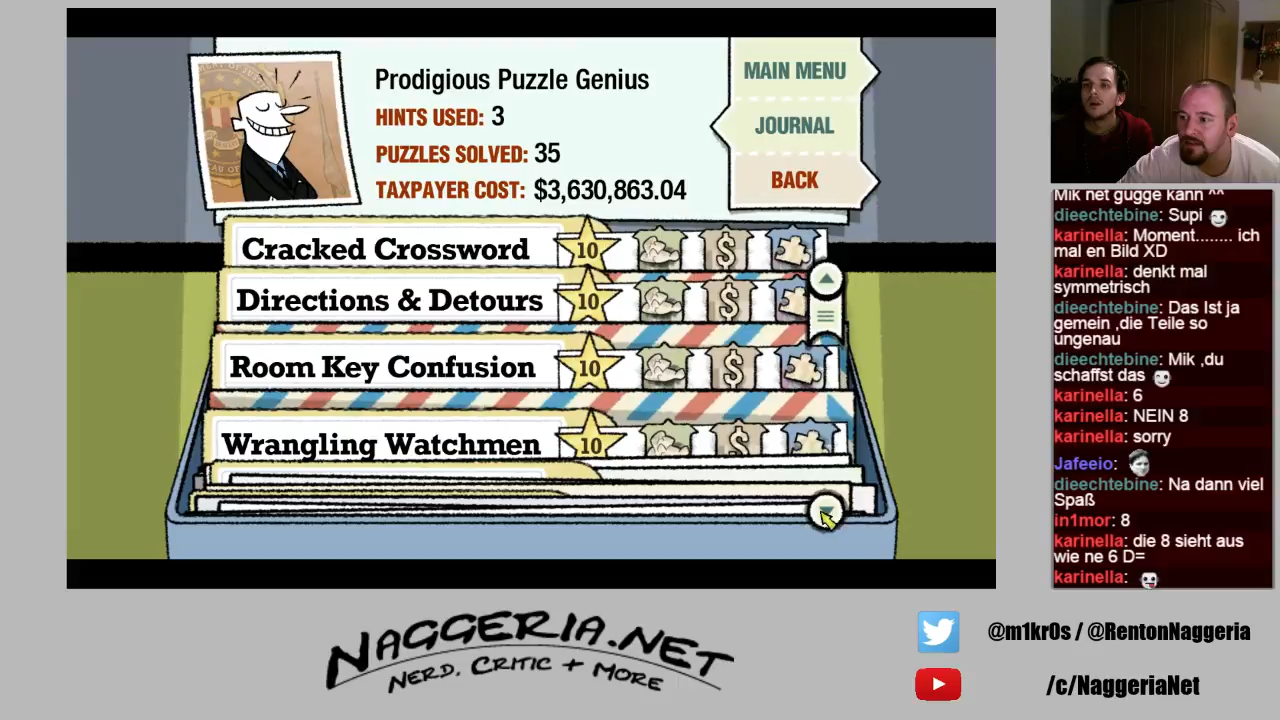 Prodigious Puzzle Genius
HINTS USED: 3
PUZZLES SOLVED: 35
TAXPAYER COST: $3,630,863.04
MAIN MENU
JOURNAL
BACK
Cracked Crossword 10 $
Directions & Detours 10 $
Room Key Confusion 10 $
Wrangling Watchmen 10 $
Mik net gugge kann ^^
dieechtebine: Supi
karinella: Moment........ ich
mal en Bild XD
karinella: denkt mal
symmetrisch
dieechtebine: Das Ist ja
gemein ,die Teile so
ungenau
dieechtebine: Mik ,du
schaffst das
karinella: 6
karinella: NEIN 8
karinella: sorry
Jafeeio:
dieechtebine: Na dann viel
Spaß
in1mor: 8
karinella: die 8 sieht aus
wie ne 6 D=
karinella:
NAGGERIA.NET
NERD, CRITIC + MORE
@m1kr0s / @RentonNaggeria
/c/NaggeriaNet